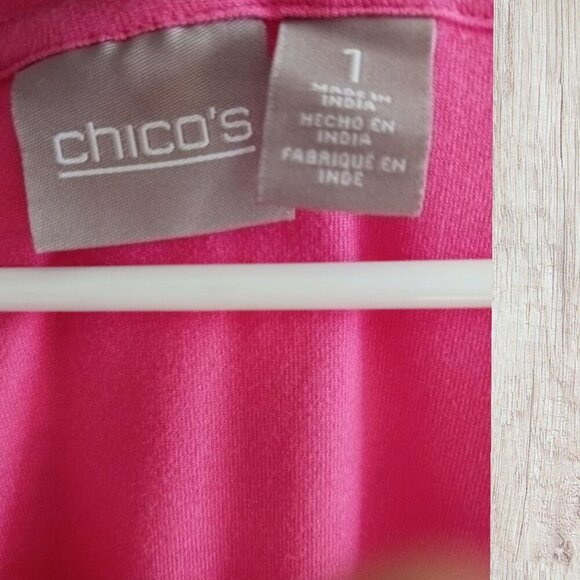 chico's
1
MADE IN
INDIA
HECHO EN
INDIA
FABRIQUÉ EN
INDE